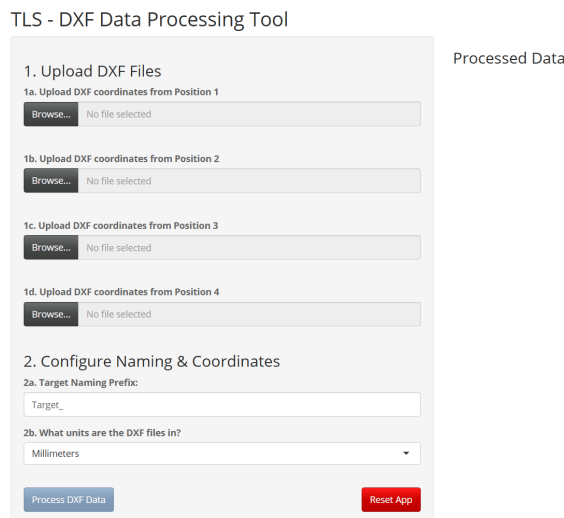 TLS - DXF Data Processing Tool
Processed Data
1. Upload DXF Files
1a. Upload DXF coordinates from Position 1
Browse... No file selected
1b. Upload DXF coordinates from Position 2
Browse... No file selected
1c. Upload DXF coordinates from Position 3
Browse... No file selected
1d. Upload DXF coordinates from Position 4
Browse... No file selected
2. Configure Naming & Coordinates
2a. Target Naming Prefix:
Target_
2b. What units are the DXF files in?
Millimeters
Process DXF Data Reset App